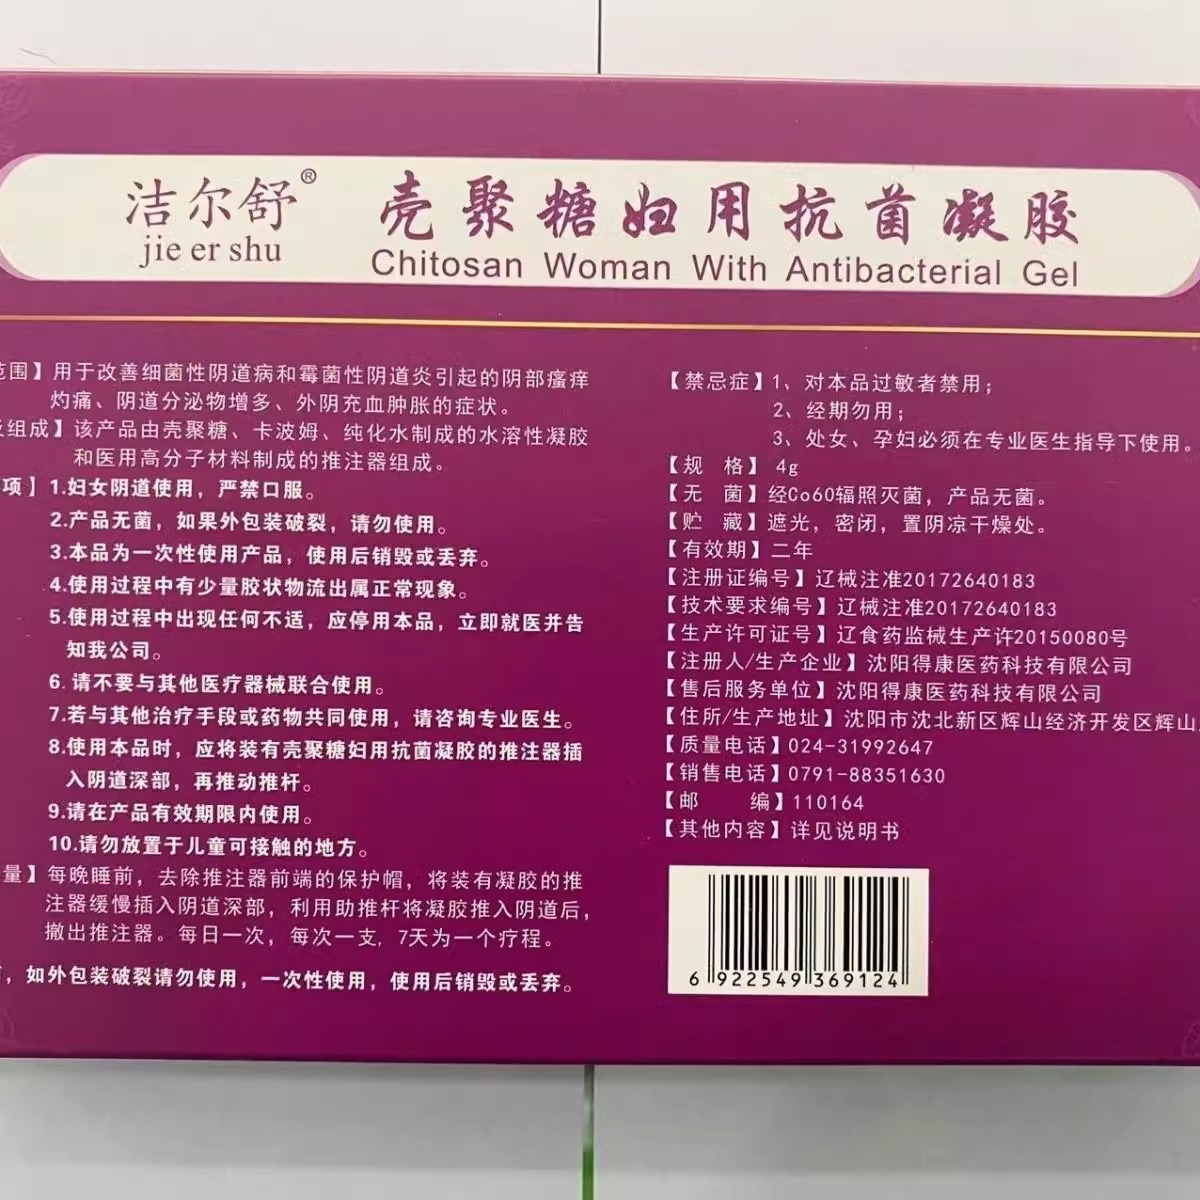 洁尔舒®
jie er shu
壳聚糖妇用抗菌凝胶
Chitosan Woman With Antibacterial Gel
范围】用于改善细菌性阴道病和霉菌性阴道炎引起的阴部瘙痒
灼痛、阴道分泌物增多、外阴充血肿胀的症状。
及组成】该产品由壳聚糖、卡波姆、纯化水制成的水溶性凝胶
和医用高分子材料制成的推注器组成。
项】1.妇女阴道使用，严禁口服。
2.产品无菌，如果外包装破裂，请勿使用。
3.本品为一次性使用产品，使用后销毁或丢弃。
4.使用过程中有少量胶状物流出属正常现象。
5.使用过程中出现任何不适，应停用本品，立即就医并告
知我公司。
6.请不要与其他医疗器械联合使用。
7.若与其他治疗手段或药物共同使用，请咨询专业医生。
8.使用本品时，应将装有壳聚糖妇用抗菌凝胶的推注器插
入阴道深部，再推动推杆。
9.请在产品有效期限内使用。
10.请勿放置于儿童可接触的地方。
量】每晚睡前，去除推注器前端的保护帽，将装有凝胶的推
注器缓慢插入阴道深部，利用助推杆将凝胶推入阴道后，
撤出推注器。每日一次，每次一支，7天为一个疗程。
，如外包装破裂请勿使用，一次性使用，使用后销毁或丢弃。
【禁忌症】1、对本品过敏者禁用；
2、经期勿用；
3、处女、孕妇必须在专业医生指导下使用。
【规 格】 4g
【无 菌】经Co60辐照灭菌，产品无菌。
【贮 藏】遮光，密闭，置阴凉干燥处。
【有效期】二年
【注册证编号】辽械注准20172640183
【技术要求编号】辽械注准20172640183
【生产许可证号】辽食药监械生产许20150080号
【注册人/生产企业】沈阳得康医药科技有限公司
【售后服务单位】沈阳得康医药科技有限公司
【住所/生产地址】沈阳市沈北新区辉山经济开发区辉山
【质量电话】024-31992647
【销售电话】0791-88351630
【邮 编】110164
【其他内容】详见说明书
6 922549 369124